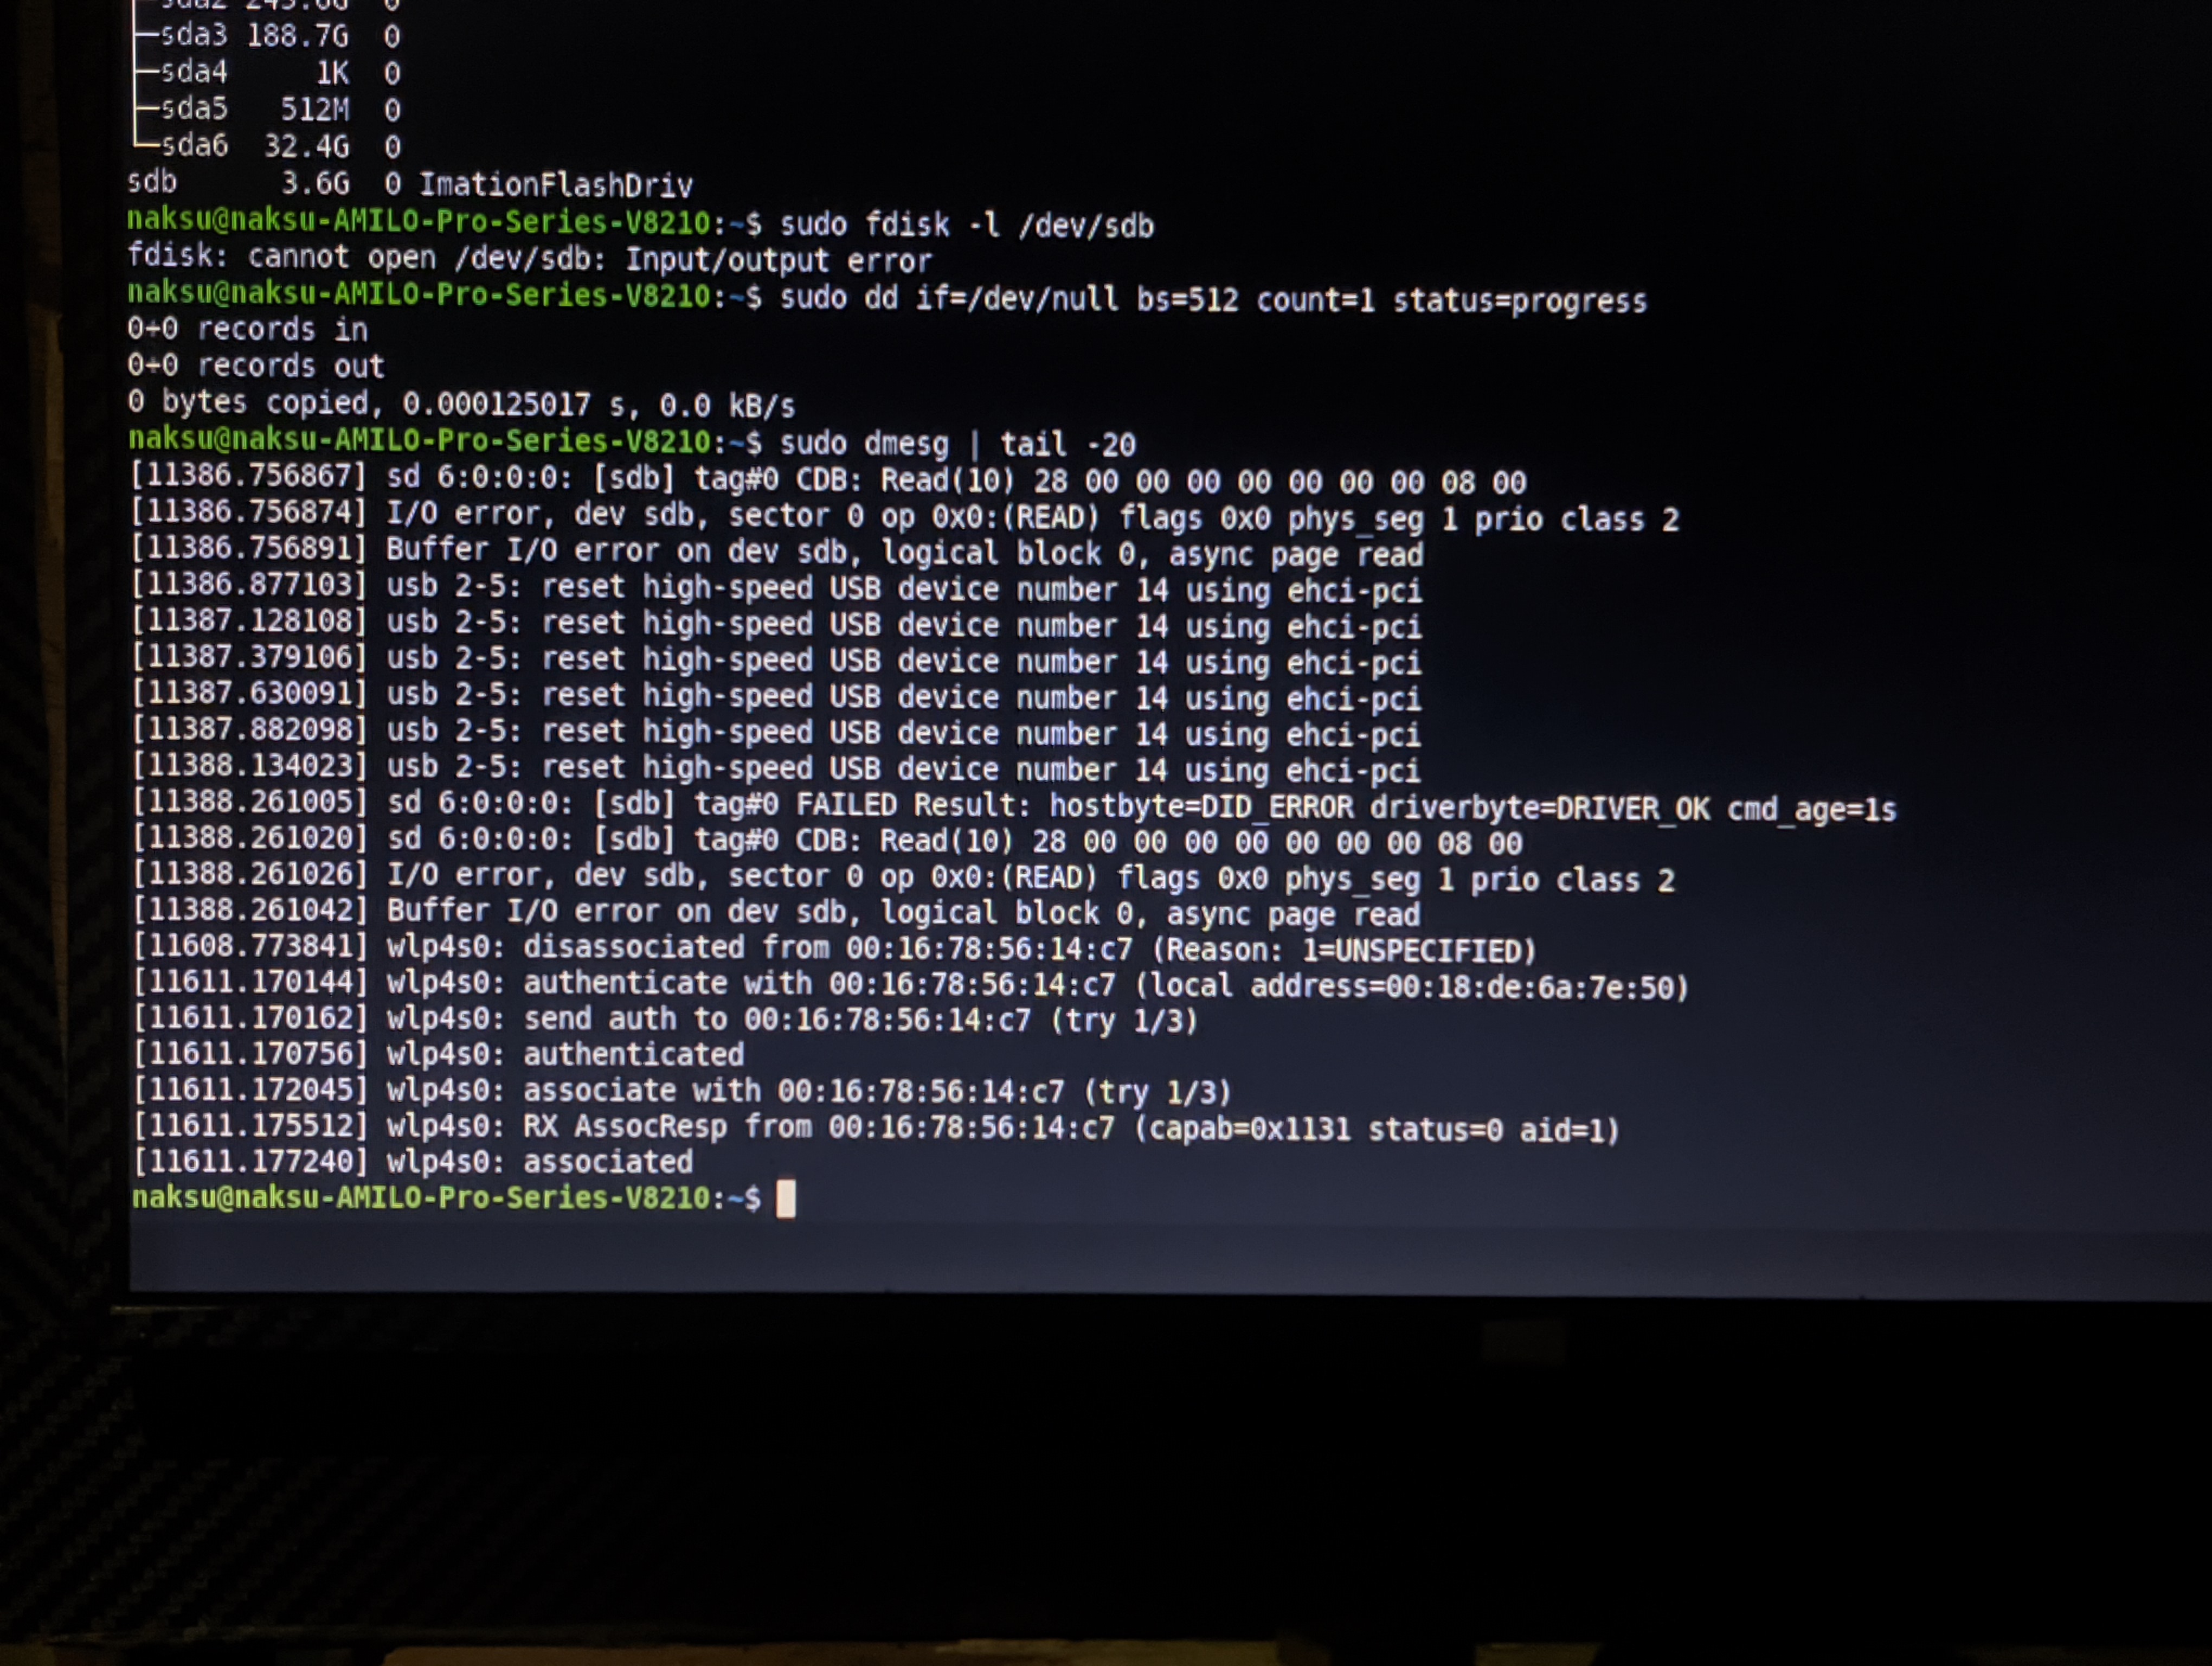 sda2 243.6G 0
├─sda3 188.7G 0
├─sda4 1K 0
├─sda5 512M 0
└─sda6 32.4G 0
sdb 3.6G 0 ImationFlashDriv
naksu@naksu-AMILO-Pro-Series-V8210:~$ sudo fdisk -l /dev/sdb
fdisk: cannot open /dev/sdb: Input/output error
naksu@naksu-AMILO-Pro-Series-V8210:~$ sudo dd if=/dev/null bs=512 count=1 status=progress
0+0 records in
0+0 records out
0 bytes copied, 0.000125017 s, 0.0 kB/s
naksu@naksu-AMILO-Pro-Series-V8210:~$ sudo dmesg | tail -20
[11386.756867] sd 6:0:0:0: [sdb] tag#0 CDB: Read(10) 28 00 00 00 00 00 00 00 08 00
[11386.756874] I/O error, dev sdb, sector 0 op 0x0:(READ) flags 0x0 phys_seg 1 prio class 2
[11386.756891] Buffer I/O error on dev sdb, logical block 0, async page read
[11386.877103] usb 2-5: reset high-speed USB device number 14 using ehci-pci
[11387.128108] usb 2-5: reset high-speed USB device number 14 using ehci-pci
[11387.379106] usb 2-5: reset high-speed USB device number 14 using ehci-pci
[11387.630091] usb 2-5: reset high-speed USB device number 14 using ehci-pci
[11387.882098] usb 2-5: reset high-speed USB device number 14 using ehci-pci
[11388.134023] usb 2-5: reset high-speed USB device number 14 using ehci-pci
[11388.261005] sd 6:0:0:0: [sdb] tag#0 FAILED Result: hostbyte=DID_ERROR driverbyte=DRIVER_OK cmd_age=1s
[11388.261020] sd 6:0:0:0: [sdb] tag#0 CDB: Read(10) 28 00 00 00 00 00 00 00 08 00
[11388.261026] I/O error, dev sdb, sector 0 op 0x0:(READ) flags 0x0 phys_seg 1 prio class 2
[11388.261042] Buffer I/O error on dev sdb, logical block 0, async page read
[11608.773841] wlp4s0: disassociated from 00:16:78:56:14:c7 (Reason: 1=UNSPECIFIED)
[11611.170144] wlp4s0: authenticate with 00:16:78:56:14:c7 (local address=00:18:de:6a:7e:50)
[11611.170162] wlp4s0: send auth to 00:16:78:56:14:c7 (try 1/3)
[11611.170756] wlp4s0: authenticated
[11611.172045] wlp4s0: associate with 00:16:78:56:14:c7 (try 1/3)
[11611.175512] wlp4s0: RX AssocResp from 00:16:78:56:14:c7 (capab=0x1131 status=0 aid=1)
[11611.177240] wlp4s0: associated
naksu@naksu-AMILO-Pro-Series-V8210:~$